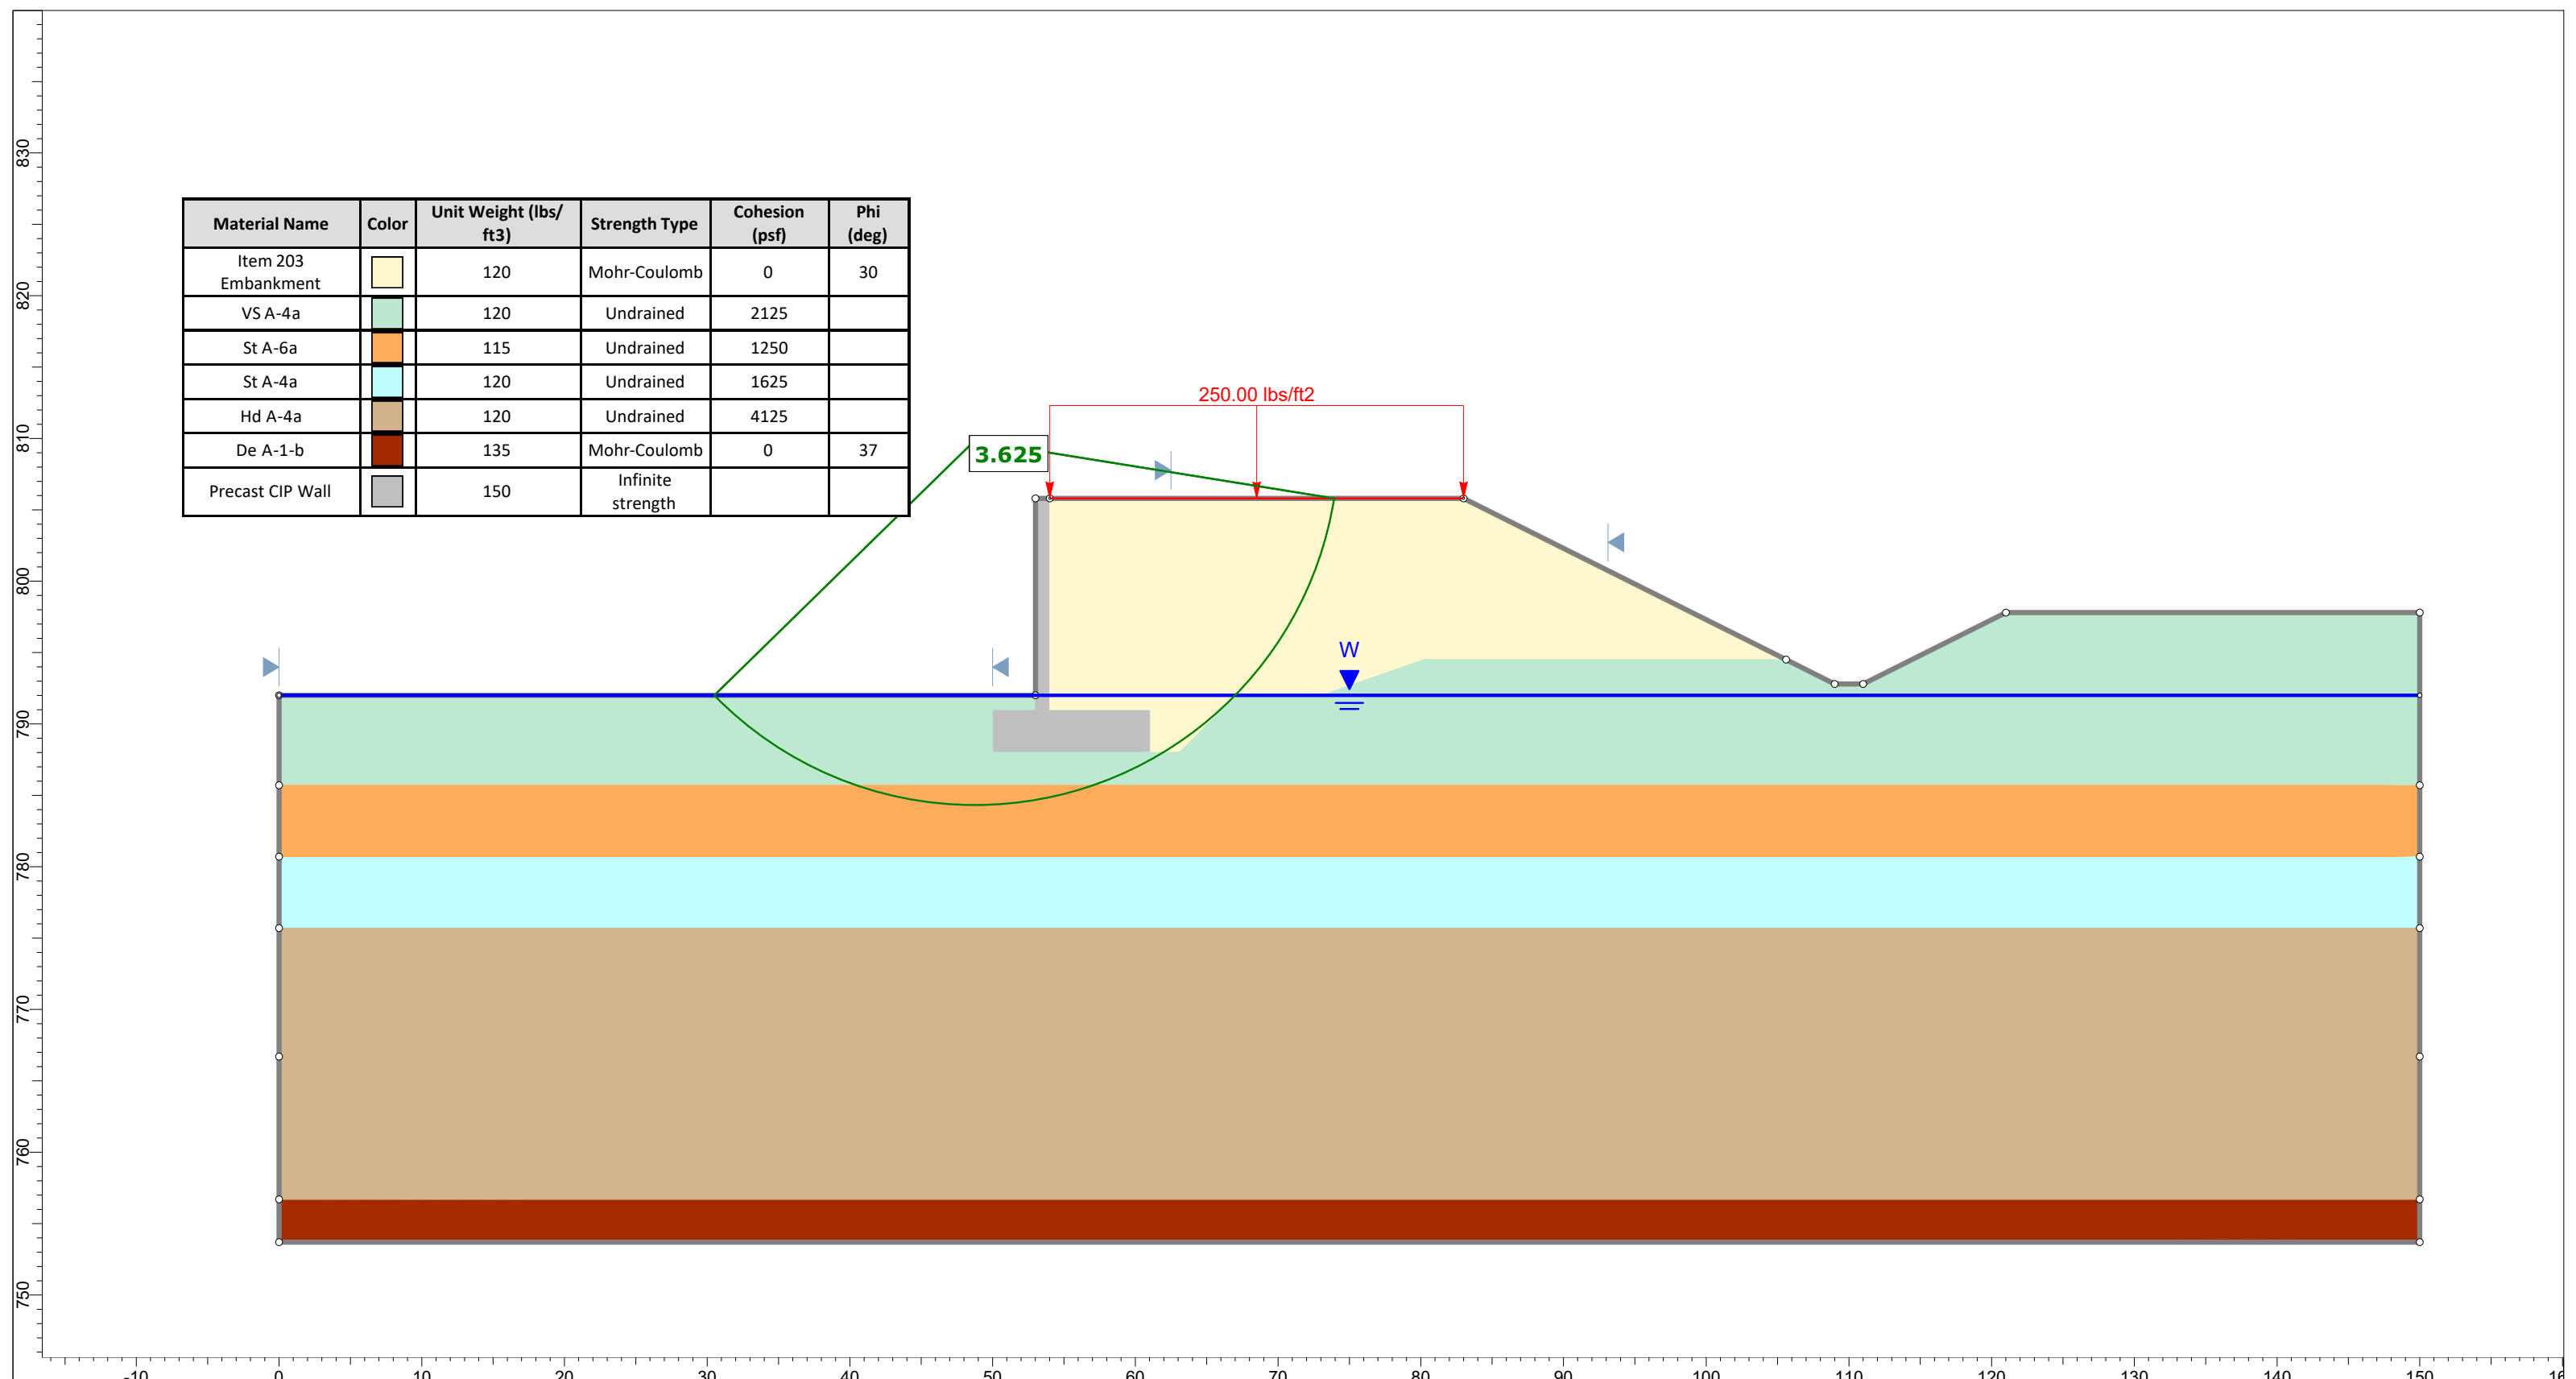 830
820
810
800
790
780
770
760
750
Material Name Color Unit Weight (lbs/
ft3) Strength Type Cohesion
(psf) Phi
(deg)
Item 203
Embankment 120 Mohr-Coulomb 0 30
VS A-4a 120 Undrained 2125
St A-6a 115 Undrained 1250
St A-4a 120 Undrained 1625
Hd A-4a 120 Undrained 4125
De A-1-b 135 Mohr-Coulomb 0 37
Precast CIP Wall 150 Infinite
strength
250.00 lbs/ft2
3.625
W
-10 0 10 20 30 40 50 60 70 80 90 100 110 120 130 140 150